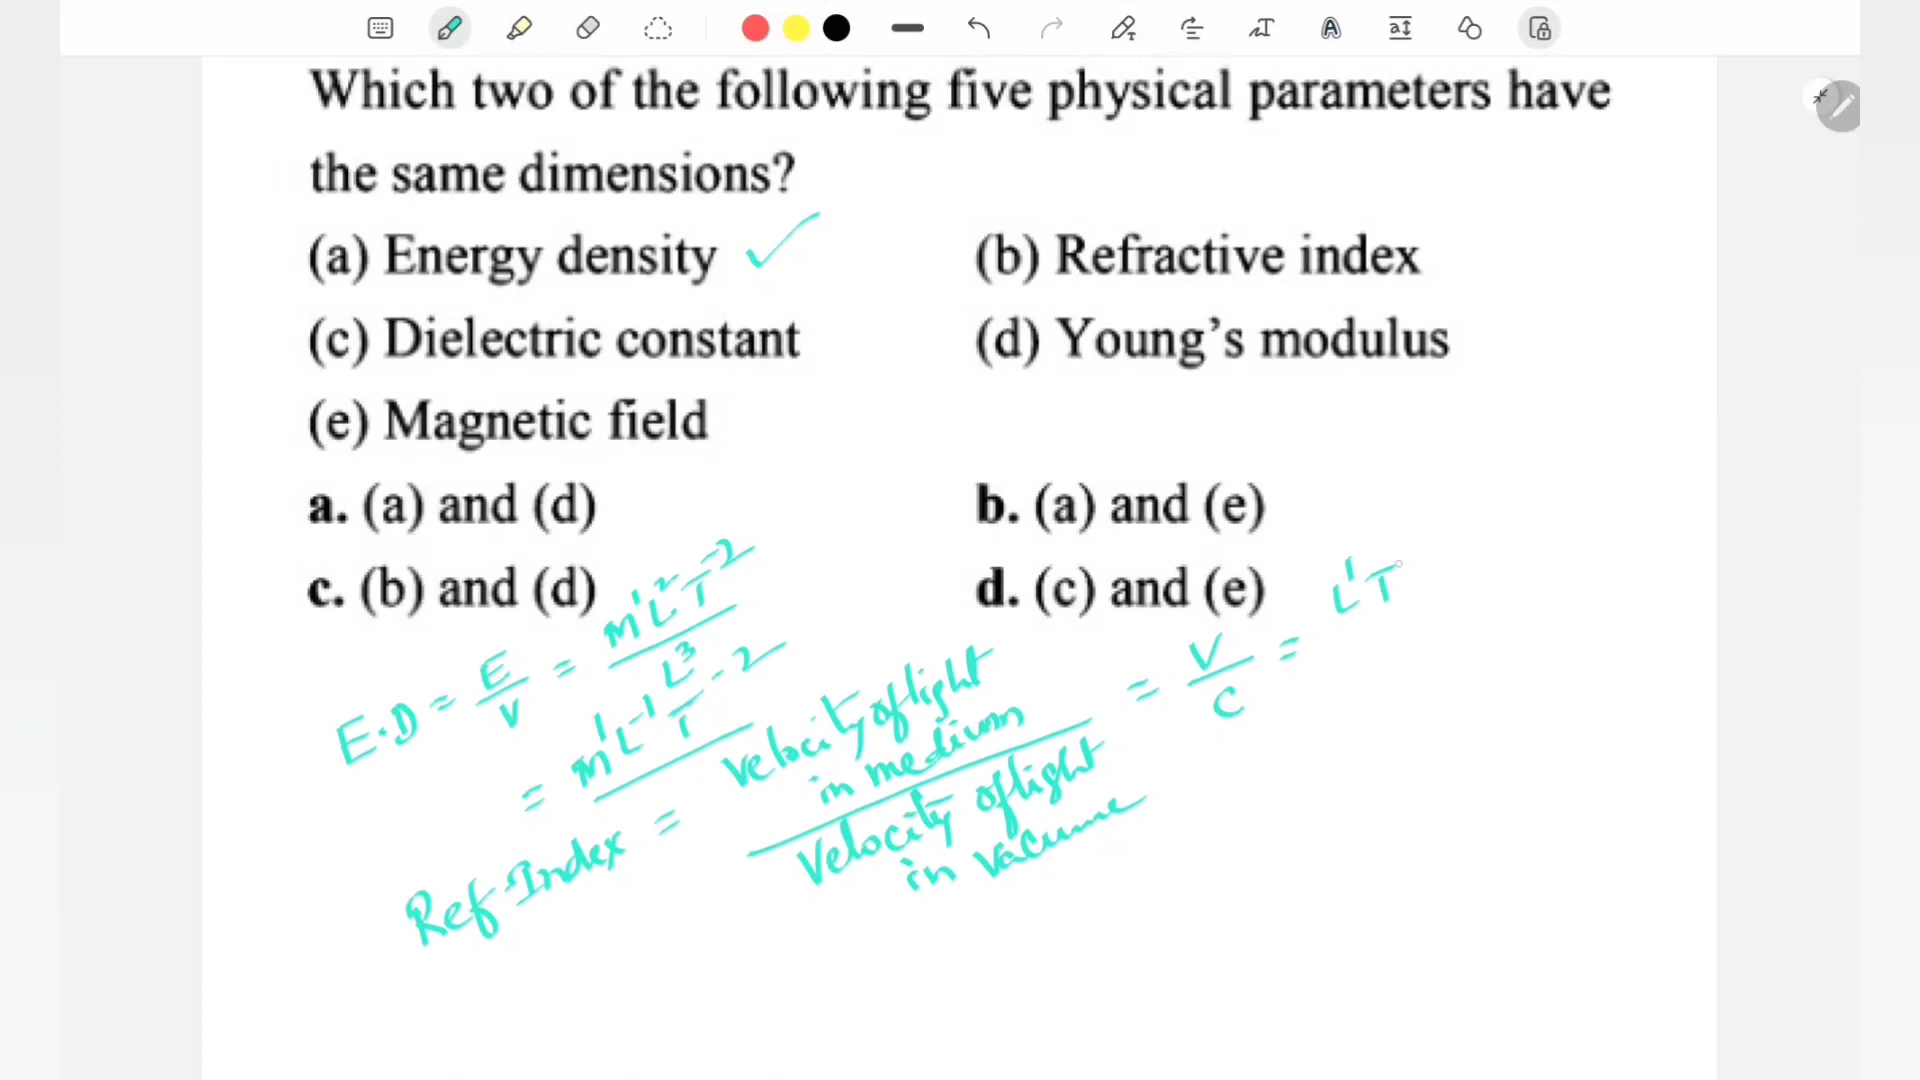 Which two of the following five physical parameters have
the same dimensions?
(a) Energy density ✓ (b) Refractive index
(c) Dielectric constant (d) Young's modulus
(e) Magnetic field
a. (a) and (d) b. (a) and (e)
c. (b) and (d) d. (c) and (e)
E.D = E/V = M¹L²T⁻²/L³
= M¹L⁻¹T⁻²
Ref.Index = velocity of light in medium / velocity of light in vacume = V/C = L¹T